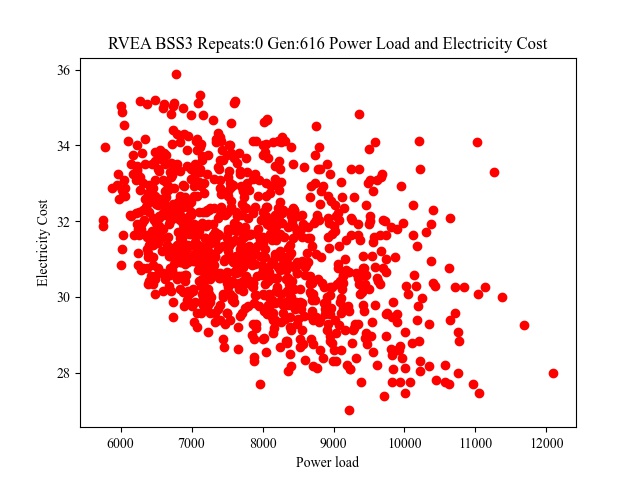 RVEA BSS3 Repeats:0 Gen:616 Power Load and Electricity Cost
36
34
32
30
28
Electricity Cost
6000 7000 8000 9000 10000 11000 12000
Power load